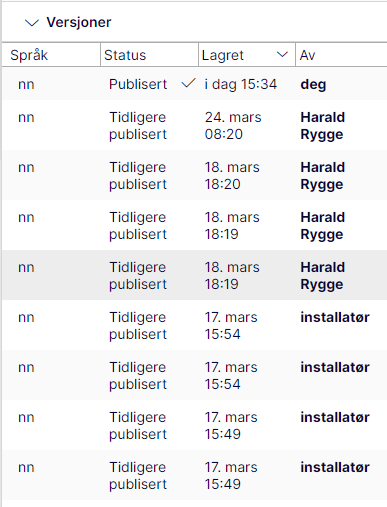 Versjoner
Språk Status Lagret Av
nn Publisert i dag 15:34 deg
nn Tidligere publisert 24. mars 08:20 Harald Rygge
nn Tidligere publisert 18. mars 18:20 Harald Rygge
nn Tidligere publisert 18. mars 18:19 Harald Rygge
nn Tidligere publisert 18. mars 18:19 Harald Rygge
nn Tidligere publisert 17. mars 15:54 installatør
nn Tidligere publisert 17. mars 15:54 installatør
nn Tidligere publisert 17. mars 15:49 installatør
nn Tidligere publisert 17. mars 15:49 installatør